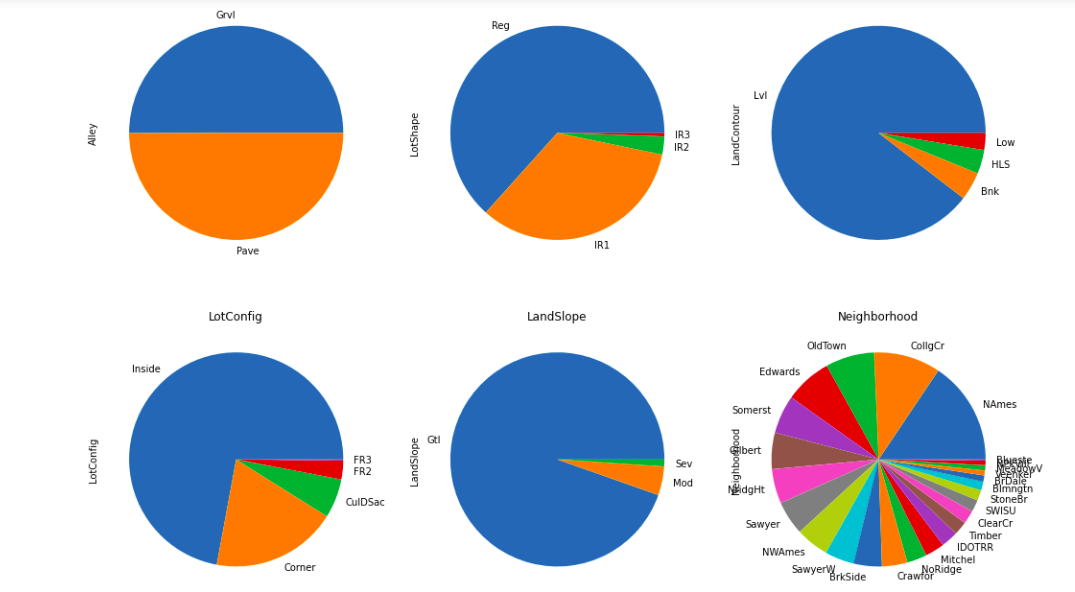 Grvl
Alley
Pave
Reg
LotShape
IR3
IR2
IR1
Lvl
LandContour
Low
HLS
Bnk
LotConfig
Inside
LotConfig
FR3
FR2
CulDSac
Corner
LandSlope
Gtl
LandSlope
Sev
Mod
Neighborhood
OldTown
CollgCr
Edwards
NAmes
Somerst
Neighborhood
Gilbert
NridgHt
Sawyer
NWAmes
SawyerW
BrkSide
Crawfor
NoRidge
Mitchel
IDOTRR
Timber
ClearCr
SWISU
StoneBr
Blmngtn
BrDale
Veenker
MeadowV
Blueste